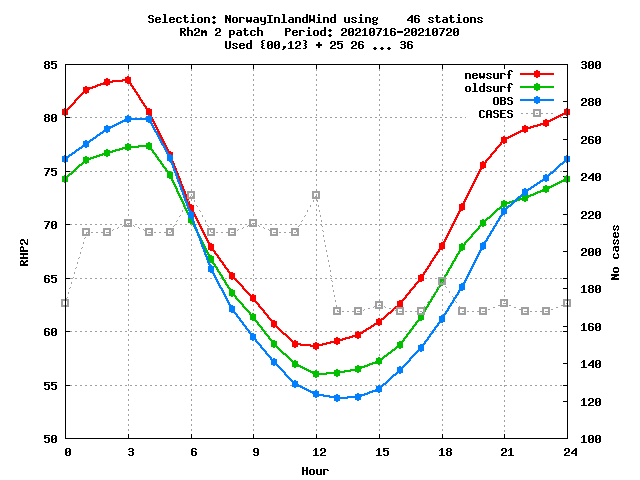 Selection: NorwayInlandWind using    46 stations
Rh2m 2 patch   Period: 20210716-20210720
Used {00,12} + 25 26 ... 36
newsurf
oldsurf
OBS
CASES
85
80
75
70
65
60
55
50
RHP2
300
280
260
240
220
200
180
160
140
120
100
No cases
0 3 6 9 12 15 18 21 24
Hour